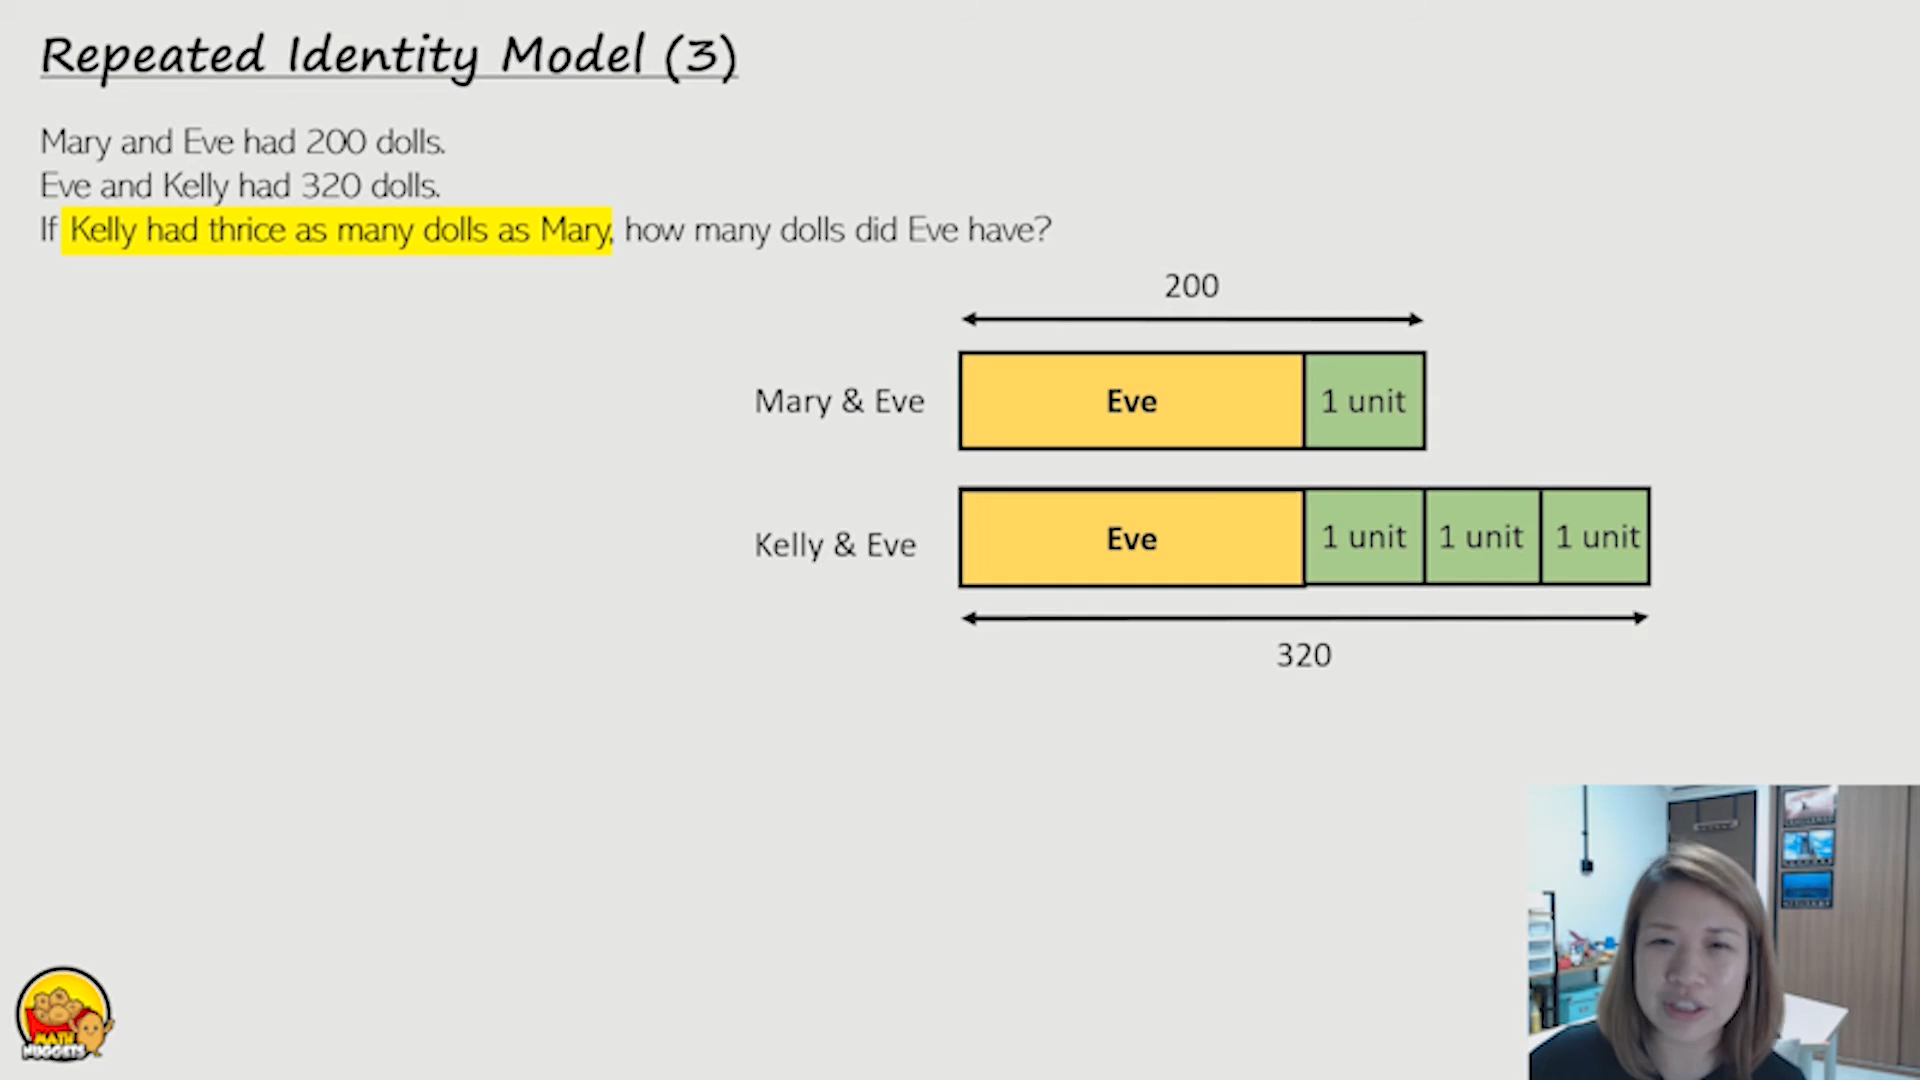 Repeated Identity Model (3)
Mary and Eve had 200 dolls.
Eve and Kelly had 320 dolls.
If Kelly had thrice as many dolls as Mary, how many dolls did Eve have?
200
Mary & Eve
Eve
1 unit
Kelly & Eve
Eve
1 unit
1 unit
1 unit
320
MATH
NUGGETS